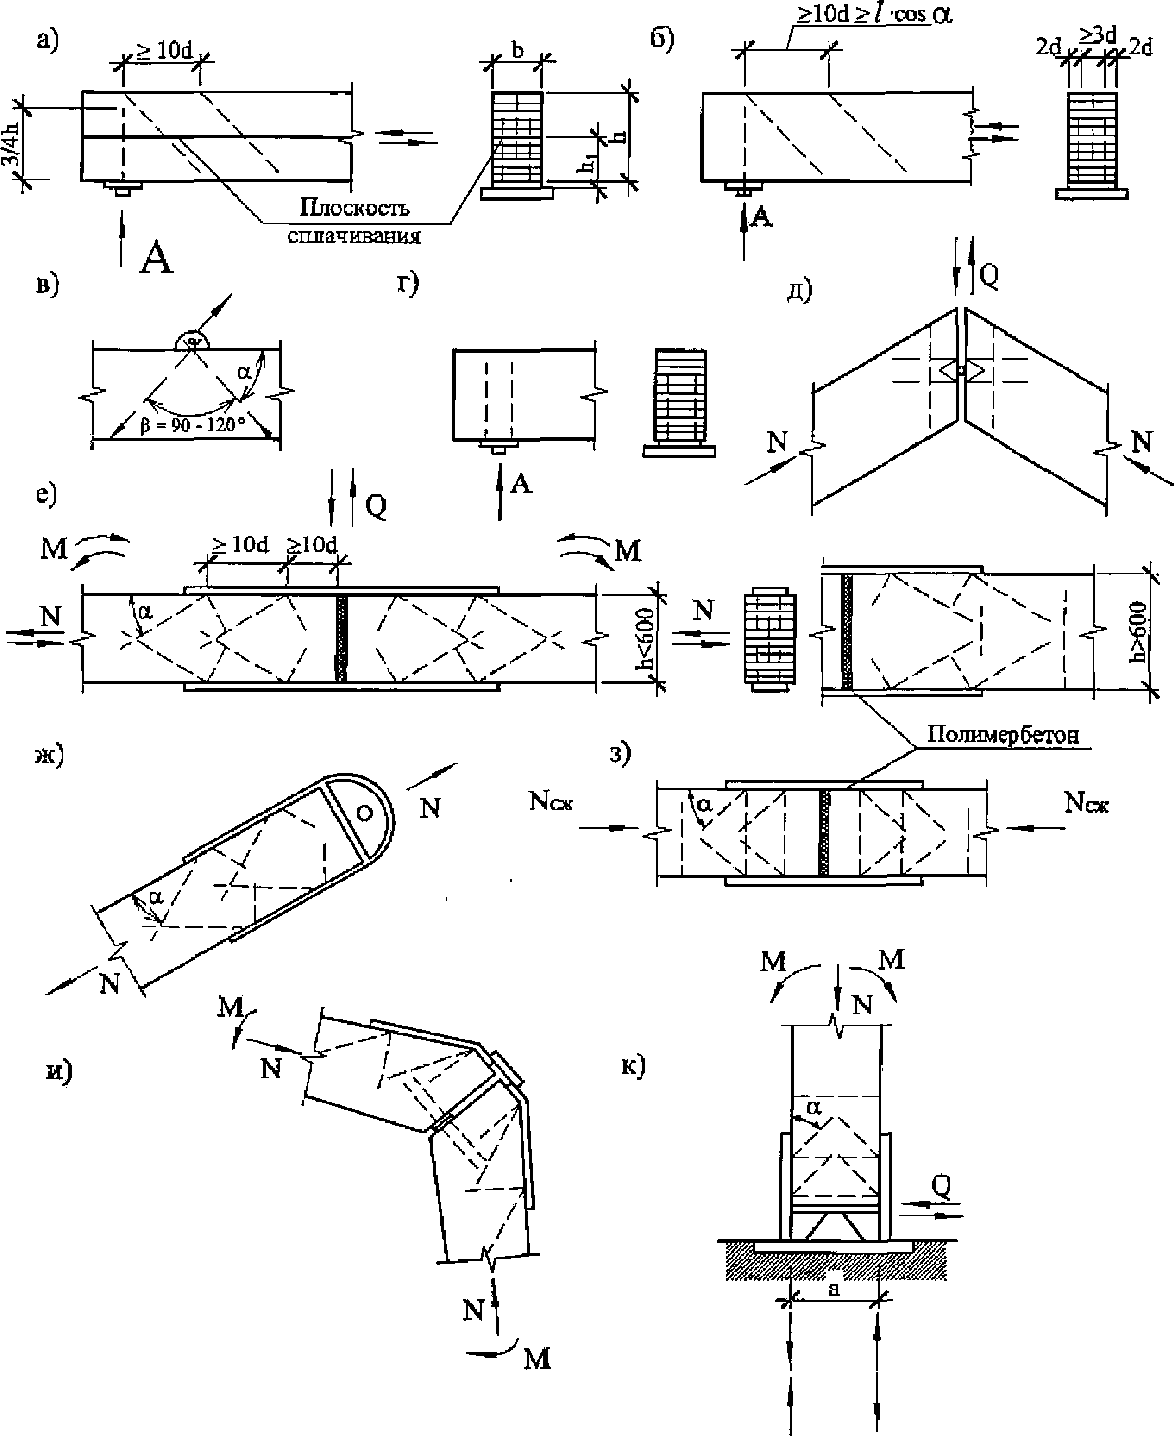 а)
≥ 10d
3/4h
А
b
h₁
h
Плоскость
сплачивания
б)
≥10d ≥ l ·cos α
А
2d
≥3d
2d
в)
α
β = 90 - 120°
г)
А
д)
Q
N
N
е)
Q
M
M
≥ 10d
≥10d
α
N
N
h<600
h>600
Полимербетон
ж)
N
α
N
з)
Nсж
α
Nсж
и)
M
N
N
M
к)
M
M
N
α
Q
a